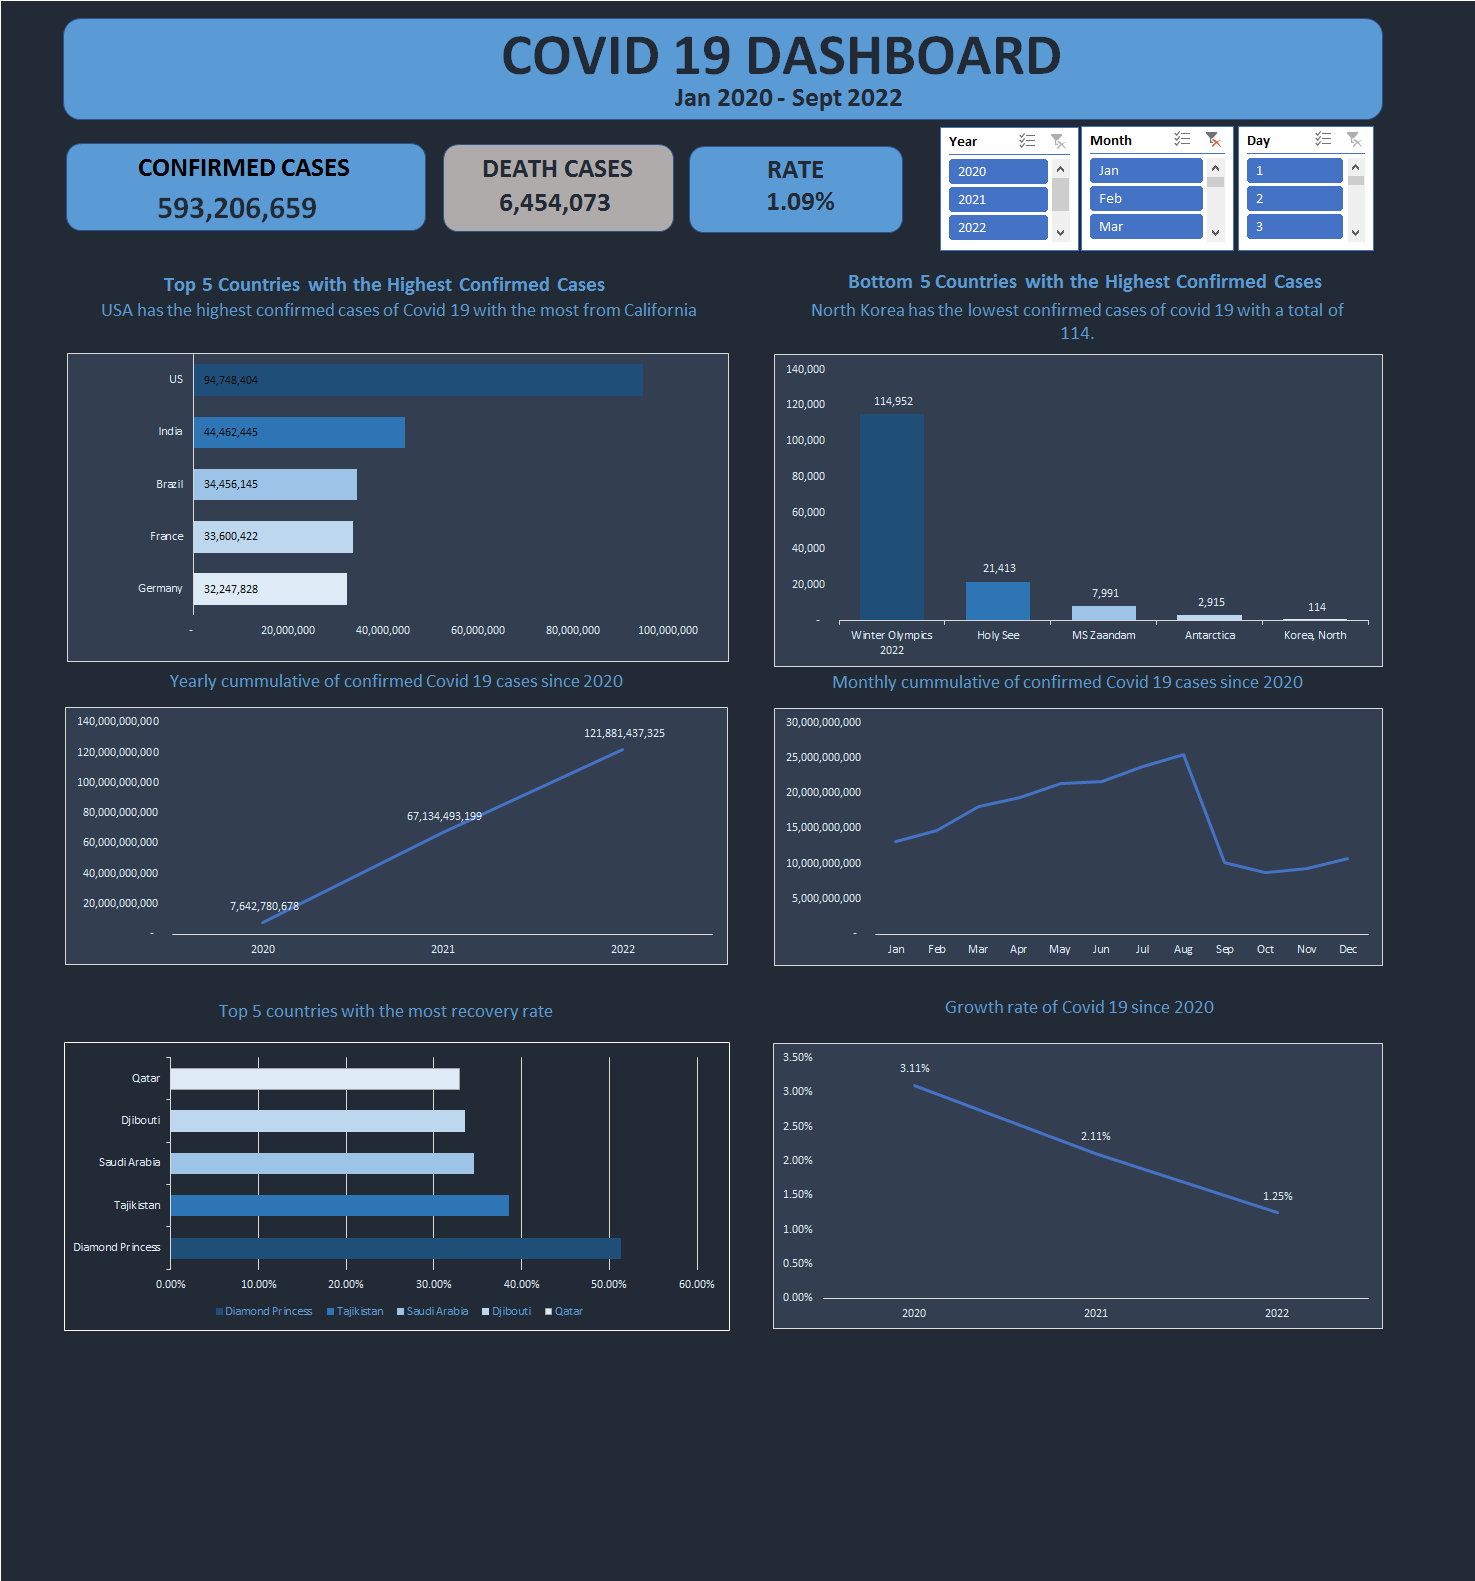 COVID 19 DASHBOARD
Jan 2020 - Sept 2022
CONFIRMED CASES
593,206,659
DEATH CASES
6,454,073
RATE
1.09%
Year
2020
2021
2022
Month
Jan
Feb
Mar
Day
1
2
3
Top 5 Countries with the Highest Confirmed Cases
USA has the highest confirmed cases of Covid 19 with the most from California
US
94,748,404
India
44,462,445
Brazil
34,456,145
France
33,600,422
Germany
32,247,828
- 20,000,000 40,000,000 60,000,000 80,000,000 100,000,000
Bottom 5 Countries with the Highest Confirmed Cases
North Korea has the lowest confirmed cases of covid 19 with a total of
114.
140,000
120,000
100,000
80,000
60,000
40,000
20,000
-
114,952
21,413
7,991
2,915
114
Winter Olympics
2022
Holy See
MS Zaandam
Antarctica
Korea, North
Yearly cummulative of confirmed Covid 19 cases since 2020
140,000,000,000
120,000,000,000
100,000,000,000
80,000,000,000
60,000,000,000
40,000,000,000
20,000,000,000
-
7,642,780,678
67,134,493,199
121,881,437,325
2020 2021 2022
Monthly cummulative of confirmed Covid 19 cases since 2020
30,000,000,000
25,000,000,000
20,000,000,000
15,000,000,000
10,000,000,000
5,000,000,000
-
Jan Feb Mar Apr May Jun Jul Aug Sep Oct Nov Dec
Top 5 countries with the most recovery rate
Qatar
Djibouti
Saudi Arabia
Tajikistan
Diamond Princess
0.00% 10.00% 20.00% 30.00% 40.00% 50.00% 60.00%
Diamond Princess Tajikistan Saudi Arabia Djibouti Qatar
Growth rate of Covid 19 since 2020
3.50%
3.00%
2.50%
2.00%
1.50%
1.00%
0.50%
0.00%
3.11%
2.11%
1.25%
2020 2021 2022